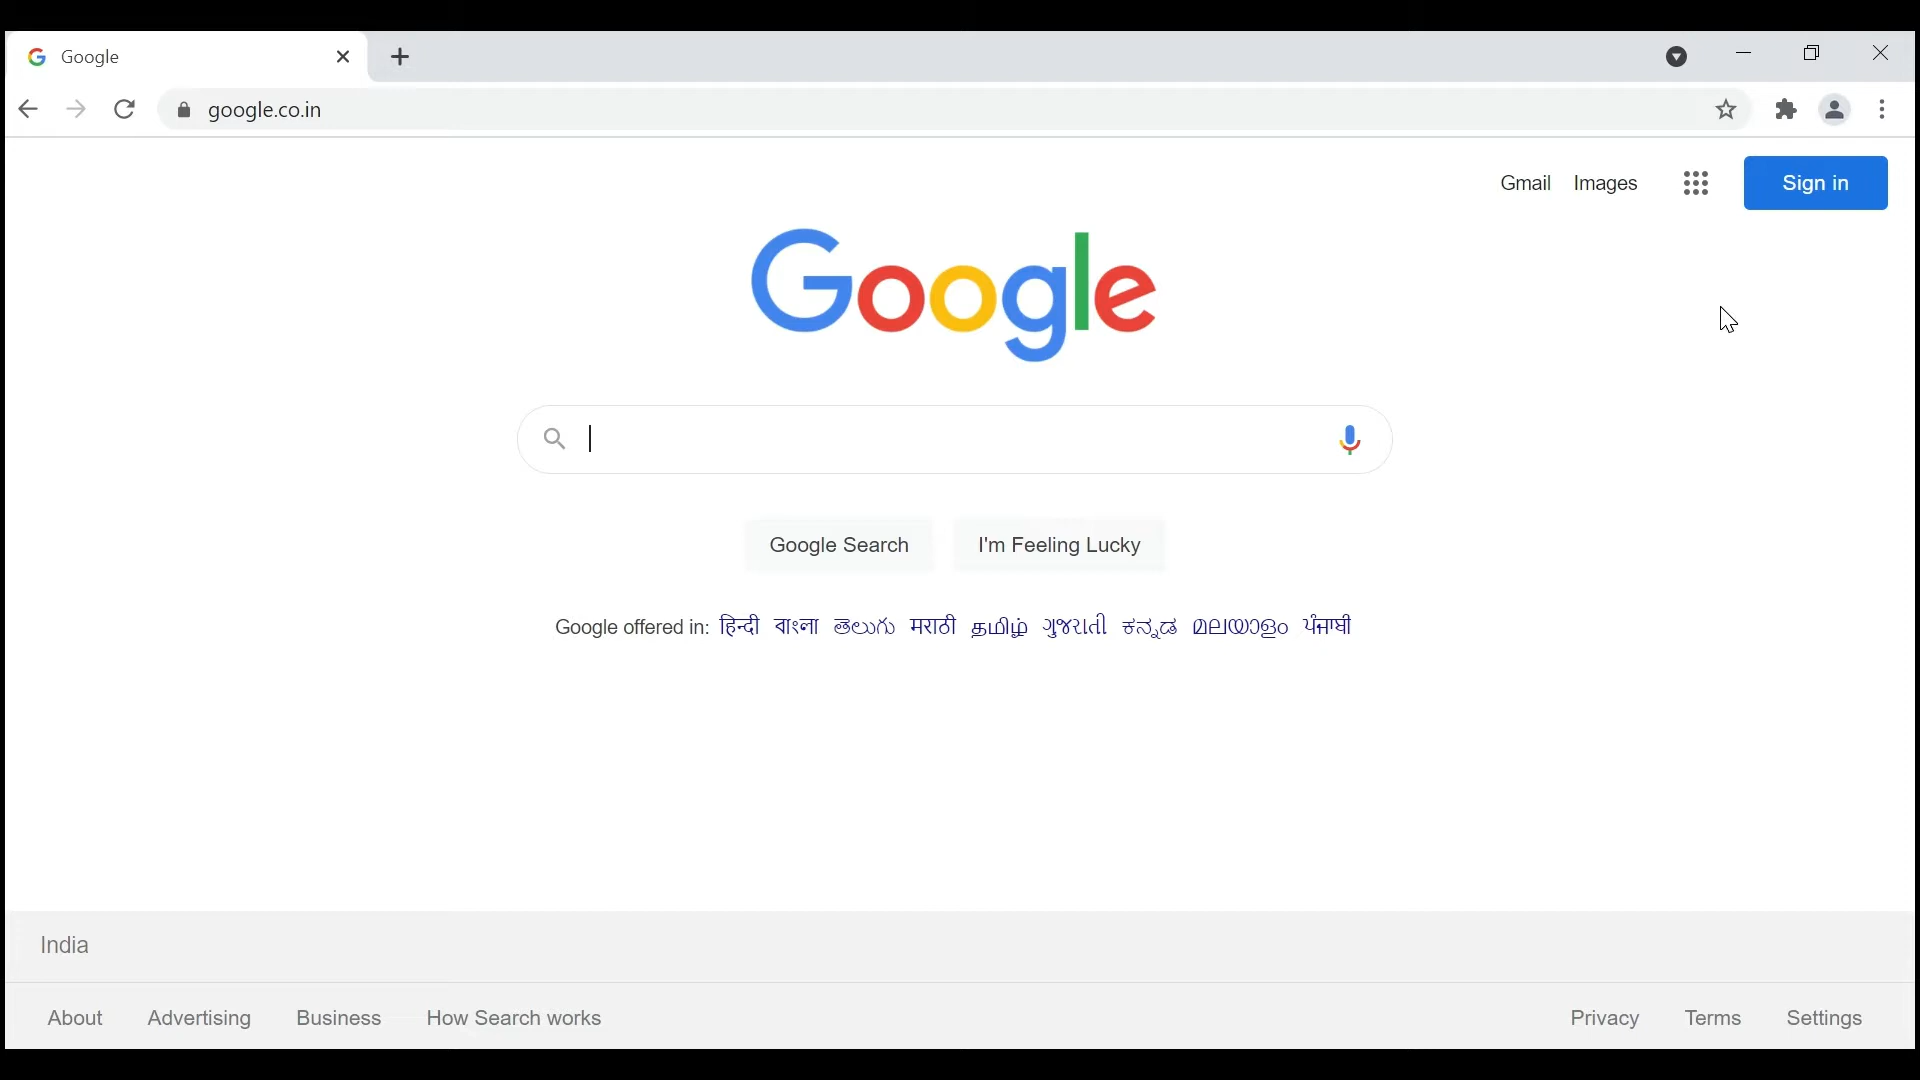 Google
google.co.in
Gmail Images Sign in
Google
Google Search I'm Feeling Lucky
Google offered in: हिन्दी বাংলা తెలుగు मराठी தமிழ் ગુજરાતી ಕನ್ನಡ മലയാളം ਪੰਜਾਬੀ
India
About Advertising Business How Search works Privacy Terms Settings